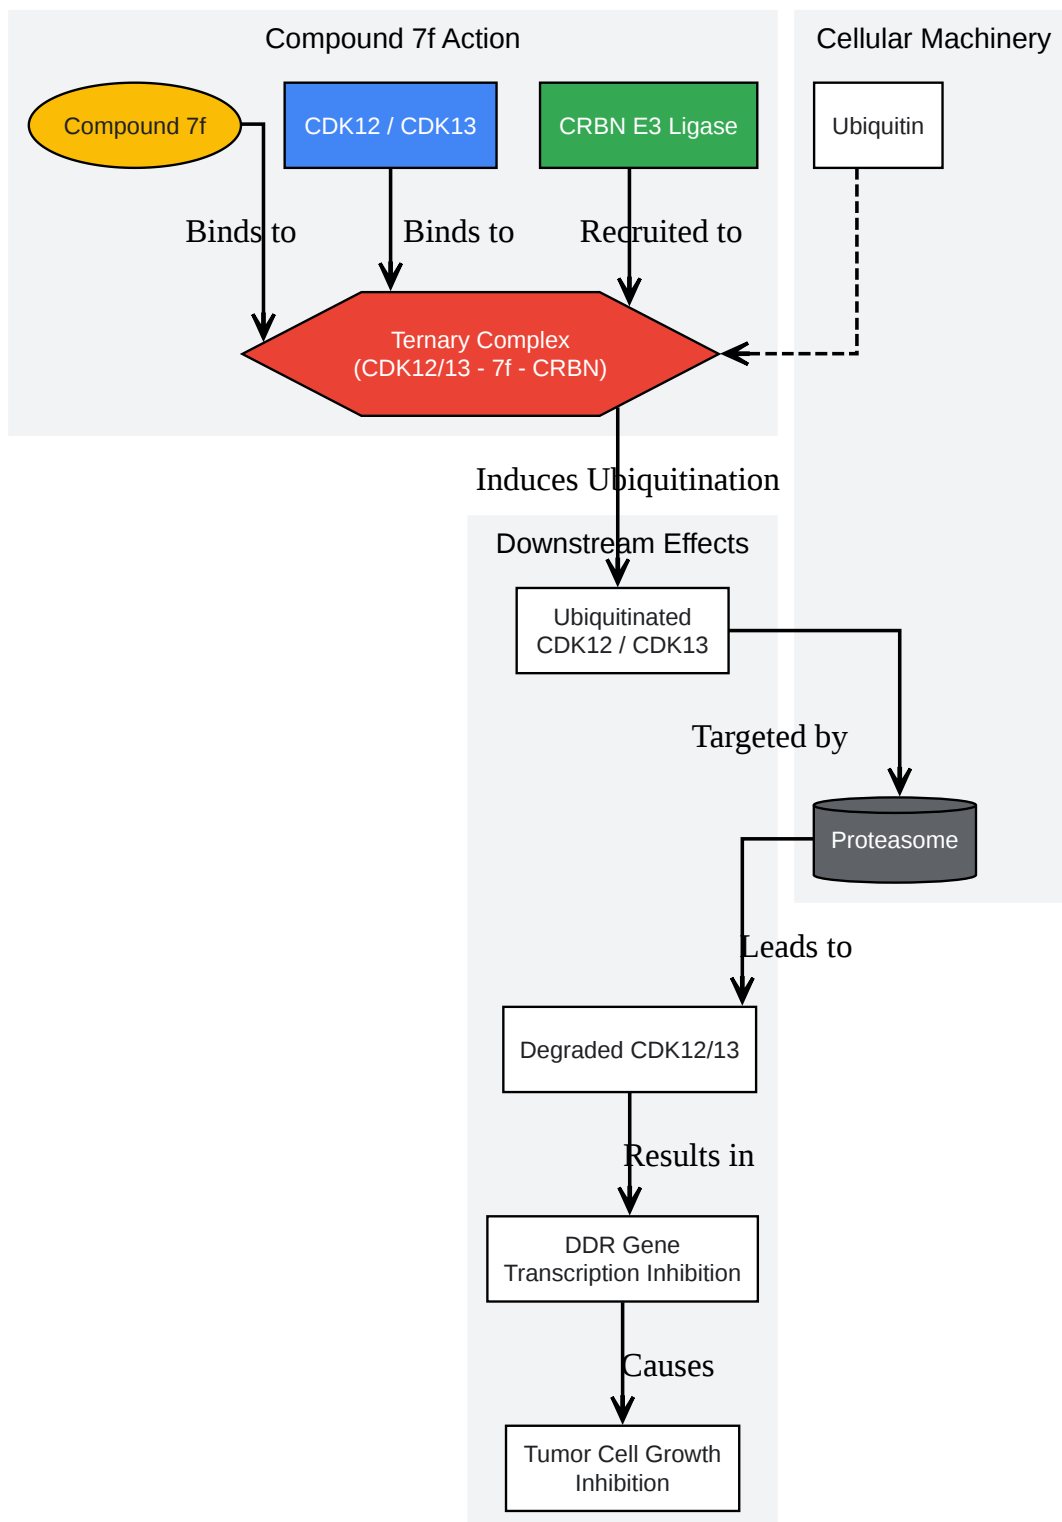 Compound 7f Action
Cellular Machinery
Compound 7f
CDK12 / CDK13
CRBN E3 Ligase
Ubiquitin
Binds to
Binds to
Recruited to
Ternary Complex
(CDK12/13 - 7f - CRBN)
Induces Ubiquitination
Downstream Effects
Ubiquitinated
CDK12 / CDK13
Targeted by
Proteasome
Leads to
Degraded CDK12/13
Results in
DDR Gene
Transcription Inhibition
Causes
Tumor Cell Growth
Inhibition